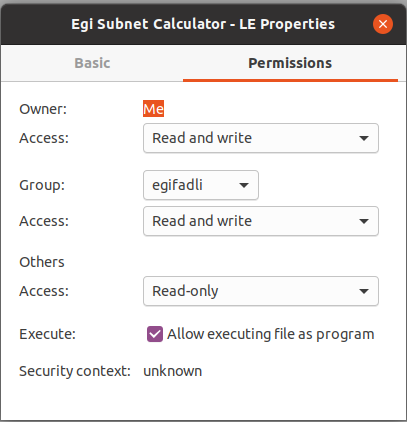 Egi Subnet Calculator - LE Properties
Basic Permissions
Owner: Me
Access: Read and write
Group: egifadli
Access: Read and write
Others
Access: Read-only
Execute: Allow executing file as program
Security context: unknown